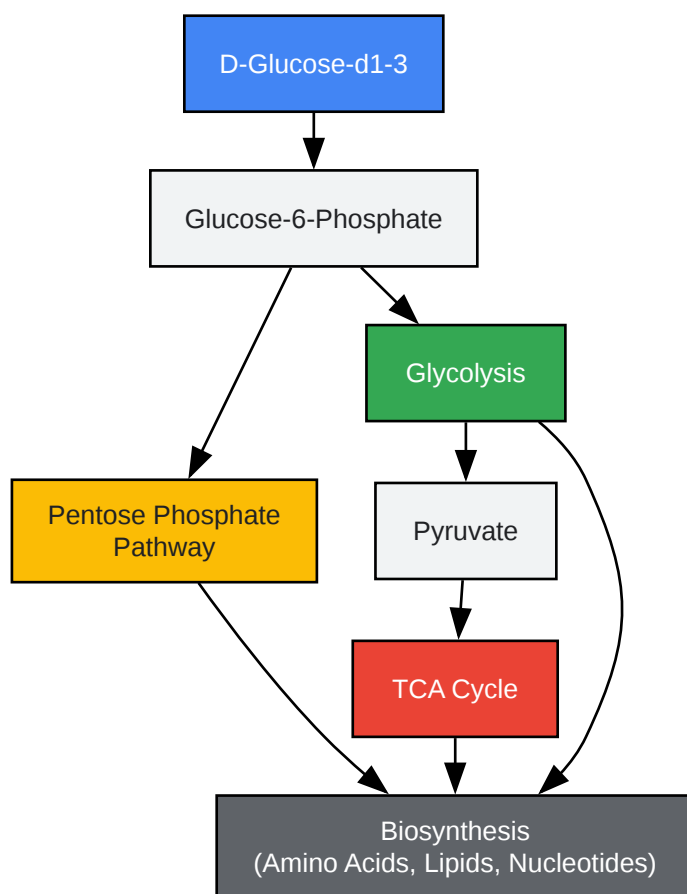 D-Glucose-d1-3
Glucose-6-Phosphate
Glycolysis
Pentose Phosphate
Pathway
Pyruvate
TCA Cycle
Biosynthesis
(Amino Acids, Lipids, Nucleotides)